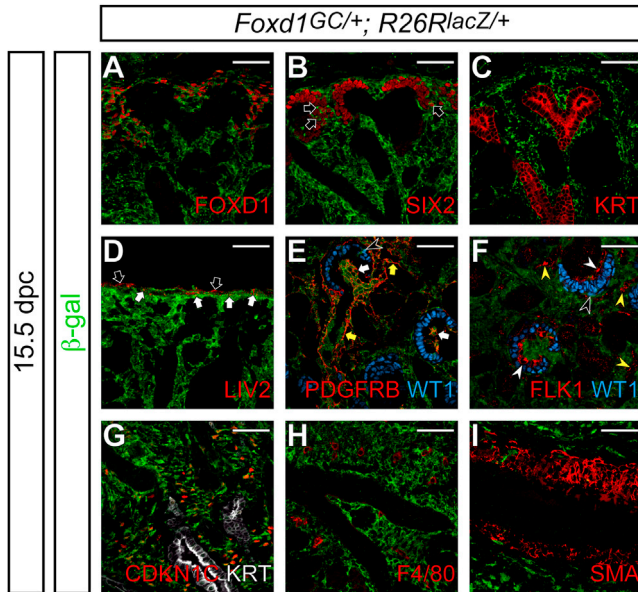 Foxd1GC/+; R26RlacZ/+
15.5 dpc
β-gal
A
FOXD1
B
SIX2
C
KRT
D
LIV2
E
PDGFRB WT1
F
FLK1 WT1
G
CDKN1C KRT
H
F4/80
I
SMA